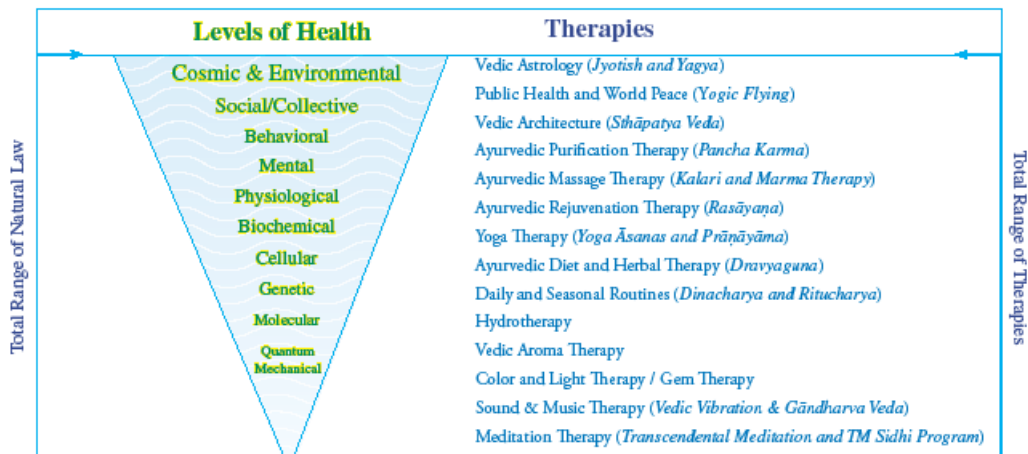 Levels of Health
Therapies
Total Range of Natural Law
Cosmic & Environmental
Social/Collective
Behavioral
Mental
Physiological
Biochemical
Cellular
Genetic
Molecular
Quantum
Mechanical
Vedic Astrology (Jyotish and Yagya)
Public Health and World Peace (Yogic Flying)
Vedic Architecture (Sthāpatya Veda)
Ayurvedic Purification Therapy (Pancha Karma)
Ayurvedic Massage Therapy (Kalari and Marma Therapy)
Ayurvedic Rejuvenation Therapy (Rasāyaṇa)
Yoga Therapy (Yoga Āsanas and Prāṇāyāma)
Ayurvedic Diet and Herbal Therapy (Dravyaguna)
Daily and Seasonal Routines (Dinacharya and Ritucharya)
Hydrotherapy
Vedic Aroma Therapy
Color and Light Therapy / Gem Therapy
Sound & Music Therapy (Vedic Vibration & Gāndharva Veda)
Meditation Therapy (Transcendental Meditation and TM Sidhi Program)
Total Range of Therapies